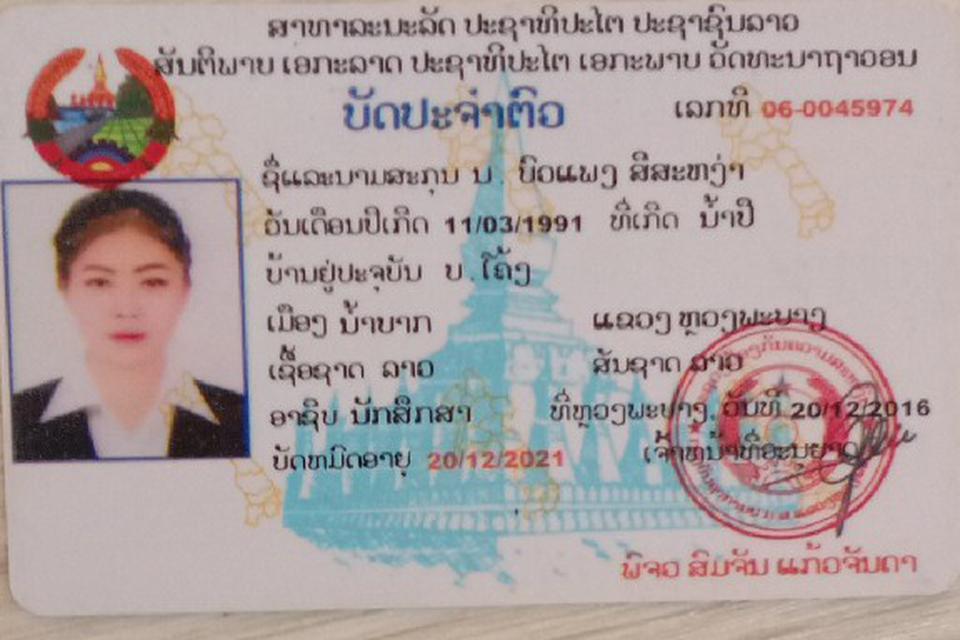 ສາທາລະນະລັດ ປະຊາທິປະໄຕ ປະຊາຊົນລາວ
ສັນຕິພາບ ເອກະລາດ ປະຊາທິປະໄຕ ເອກະພາບ ວັດທະນາຖາວອນ
ບັດປະຈຳຕົວ ເລກທີ 06-0045974
ຊື່ແລະນາມສະກຸນ ນ. ບົວແພງ ສີສະຫງ່າ
ວັນເດືອນປີເກີດ 11/03/1991 ທີ່ເກີດ ນ້ຳປີ
ບ້ານຢູ່ປະຈຸບັນ ບ. ໂຄ້ງ
ເມືອງ ນ້ຳບາກ ແຂວງ ຫຼວງພະບາງ
ເຊື້ອຊາດ ລາວ ສັນຊາດ ລາວ
ອາຊິບ ນັກສຶກສາ ທີ່ຫຼວງພະບາງ, ວັນທີ 20/12/2016
ບັດຫມົດອາຍຸ 20/12/2021 ເຈົ້າຫນ້າທີ່ອະນຸຍາດ
ພົຈວ ສົມຈັນ ແກ້ວຈັນດາ